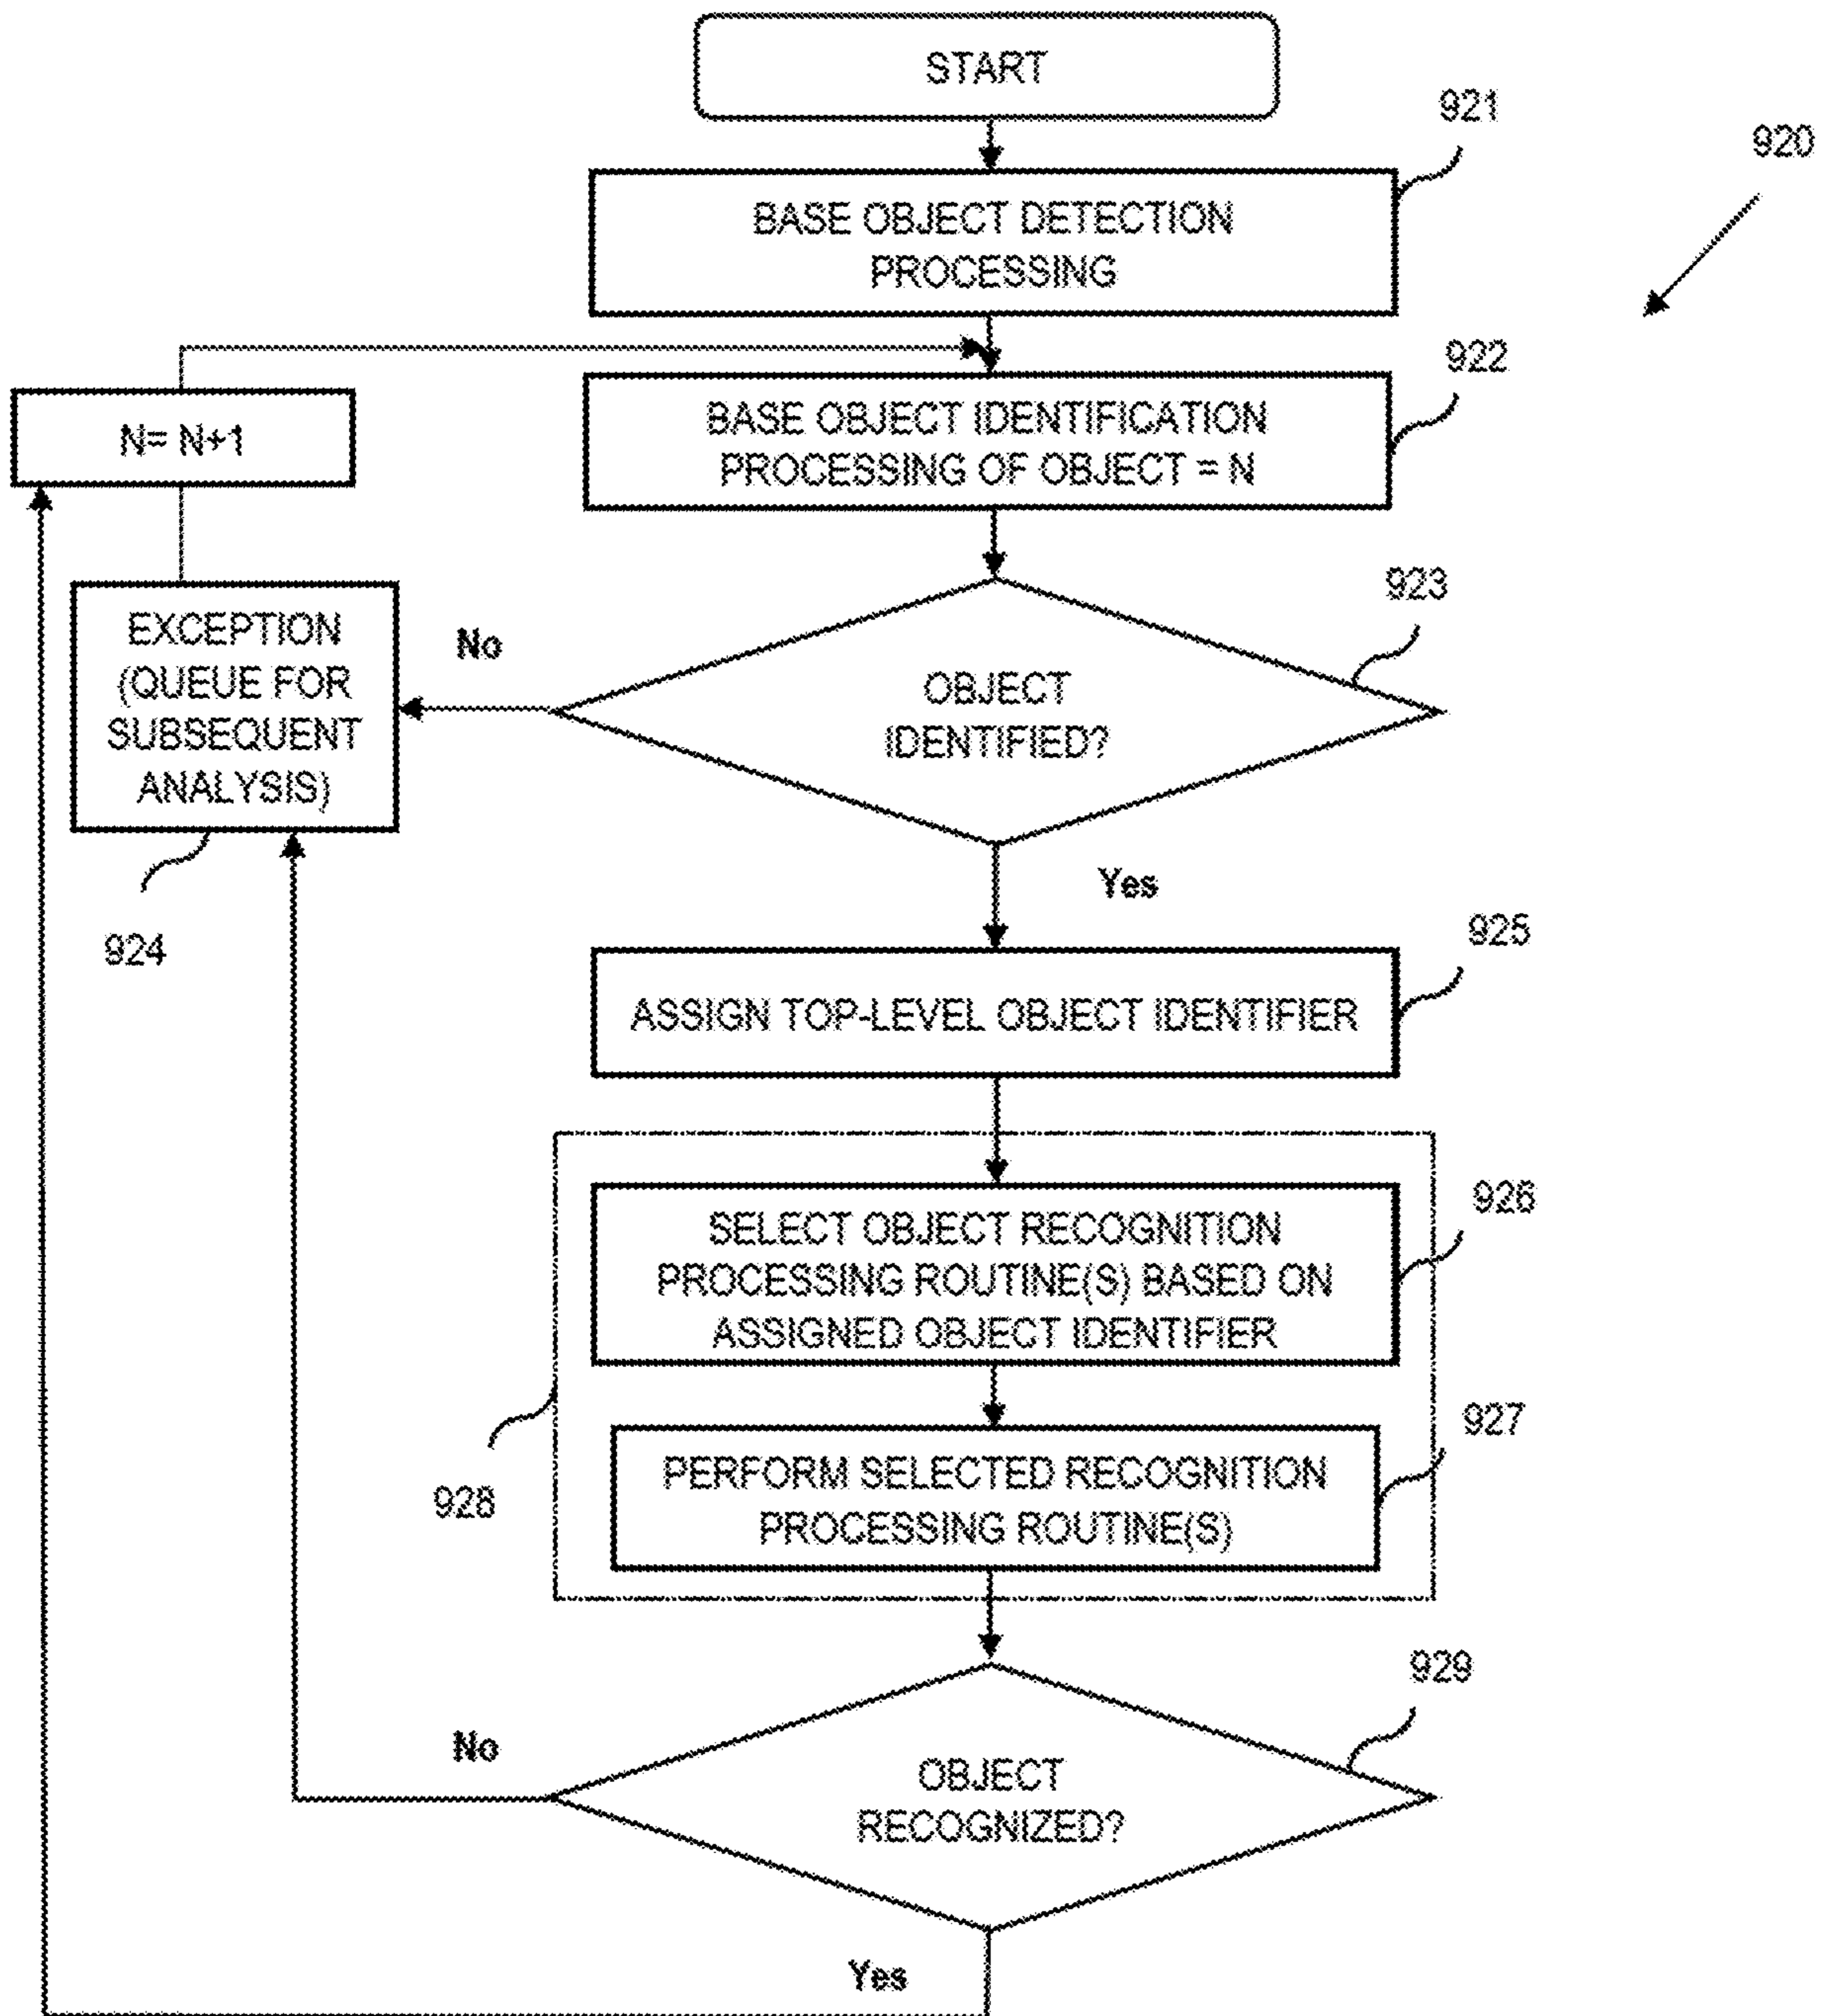 START
921
920
BASE OBJECT DETECTION
PROCESSING
922
N= N+1
BASE OBJECT IDENTIFICATION
PROCESSING OF OBJECT = N
923
EXCEPTION
(QUEUE FOR
SUBSEQUENT
ANALYSIS)
No
OBJECT
IDENTIFIED?
Yes
924
925
ASSIGN TOP-LEVEL OBJECT IDENTIFIER
926
SELECT OBJECT RECOGNITION
PROCESSING ROUTINE(S) BASED ON
ASSIGNED OBJECT IDENTIFIER
927
PERFORM SELECTED RECOGNITION
PROCESSING ROUTINE(S)
928
929
No
OBJECT
RECOGNIZED?
Yes